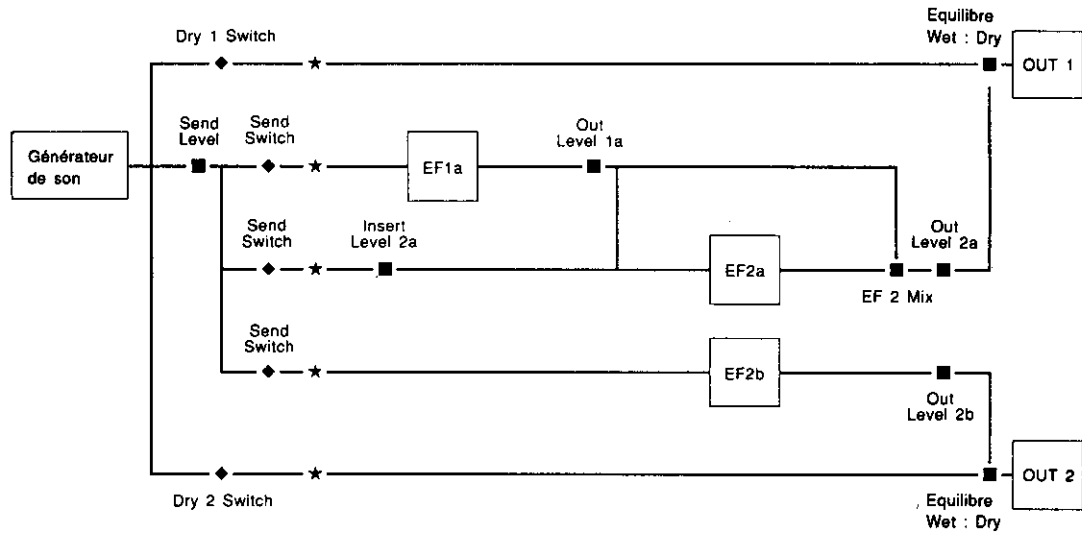 Equilibre
Wet : Dry
Dry 1 Switch
OUT 1
Send
Level
Send
Switch
Out
Level 1a
Générateur
de son
EF1a
Send
Switch
Insert
Level 2a
Out
Level 2a
EF2a
EF 2 Mix
Send
Switch
EF2b
Out
Level 2b
OUT 2
Dry 2 Switch
Equilibre
Wet : Dry